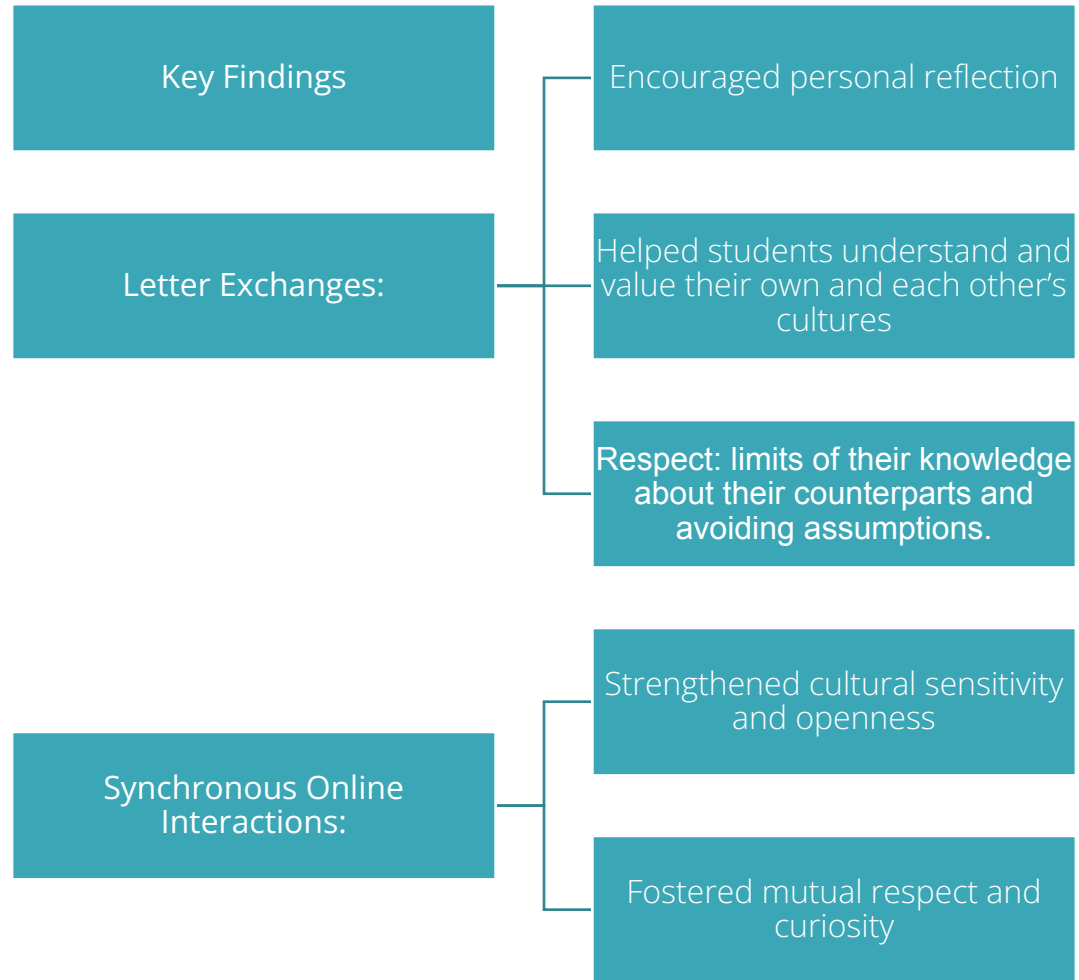 Key Findings
Letter Exchanges:
Encouraged personal reflection
Helped students understand and
value their own and each other’s
cultures
Respect: limits of their knowledge
about their counterparts and
avoiding assumptions.
Synchronous Online
Interactions:
Strengthened cultural sensitivity
and openness
Fostered mutual respect and
curiosity